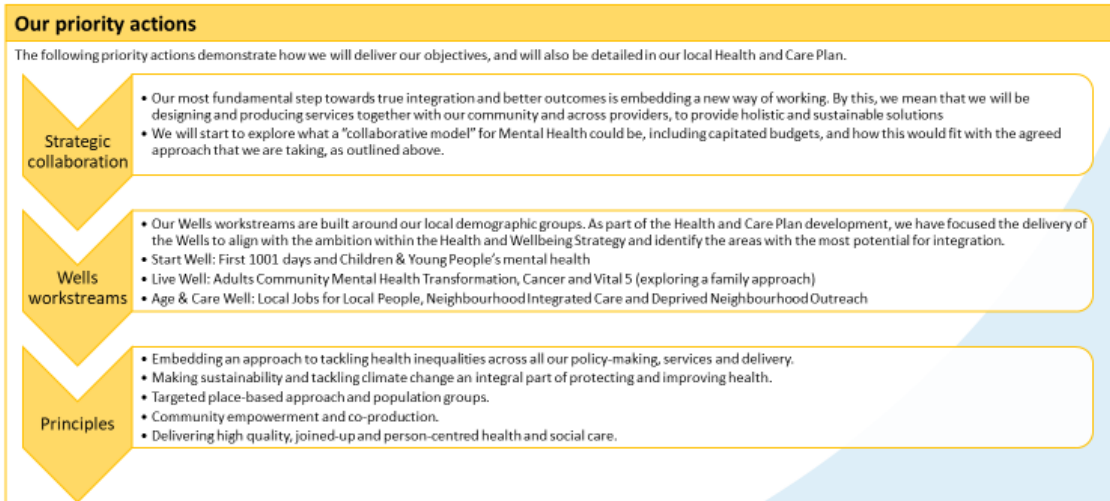 Our priority actions
The following priority actions demonstrate how we will deliver our objectives, and will also be detailed in our local Health and Care Plan.
Strategic
collaboration
• Our most fundamental step towards true integration and better outcomes is embedding a new way of working. By this, we mean that we will be
designing and producing services together with our community and across providers, to provide holistic and sustainable solutions
• We will start to explore what a "collaborative model" for Mental Health could be, including capitated budgets, and how this would fit with the agreed
approach that we are taking, as outlined above.
Wells
workstreams
• Our Wells workstreams are built around our local demographic groups. As part of the Health and Care Plan development, we have focused the delivery of
the Wells to align with the ambition within the Health and Wellbeing Strategy and identify the areas with the most potential for integration.
• Start Well: First 1001 days and Children & Young People's mental health
• Live Well: Adults Community Mental Health Transformation, Cancer and Vital 5 (exploring a family approach)
• Age & Care Well: Local Jobs for Local People, Neighbourhood Integrated Care and Deprived Neighbourhood Outreach
Principles
• Embedding an approach to tackling health inequalities across all our policy-making, services and delivery.
• Making sustainability and tackling climate change an integral part of protecting and improving health.
• Targeted place-based approach and population groups.
• Community empowerment and co-production.
• Delivering high quality, joined-up and person-centred health and social care.